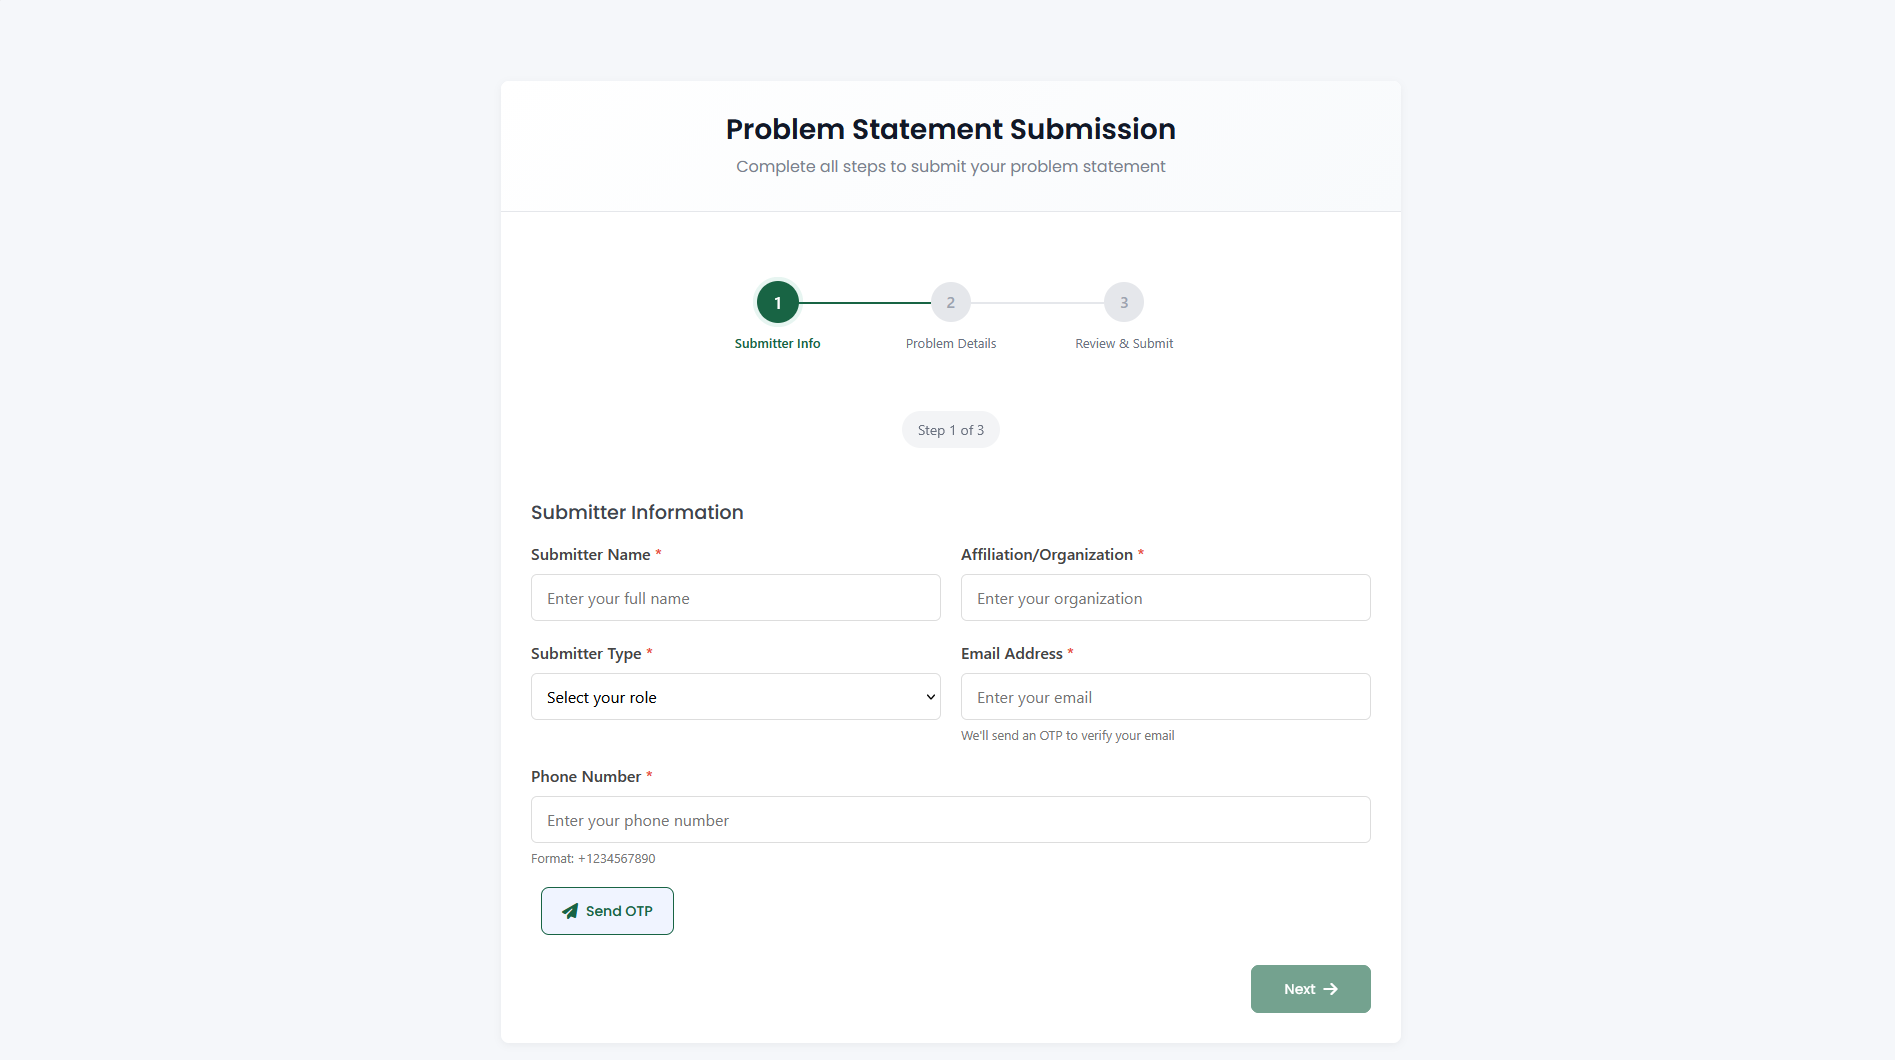 Problem Statement Submission
Complete all steps to submit your problem statement
1
2
3
Submitter Info
Problem Details
Review & Submit
Step 1 of 3
Submitter Information
Submitter Name *
Affiliation/Organization *
Enter your full name
Enter your organization
Submitter Type *
Email Address *
Select your role
Enter your email
We'll send an OTP to verify your email
Phone Number *
Enter your phone number
Format: +1234567890
Send OTP
Next